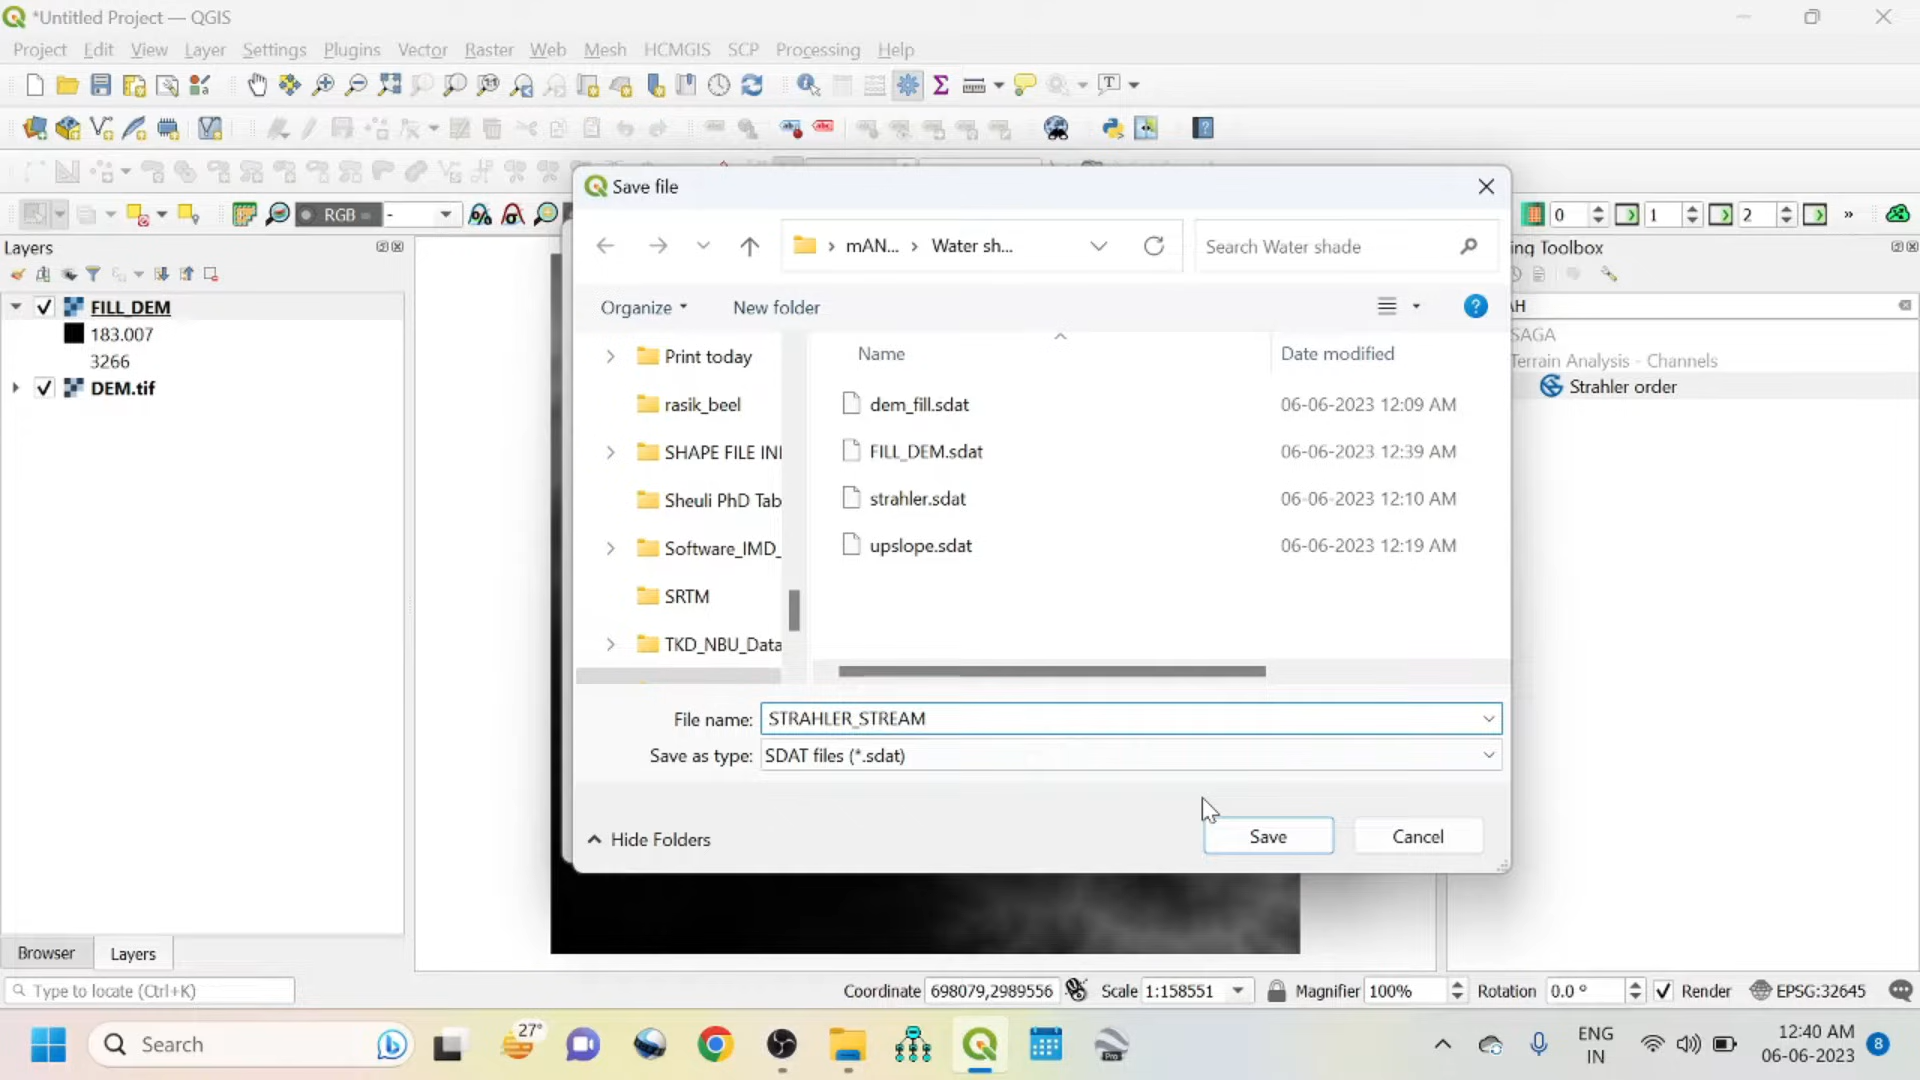 *Untitled Project — QGIS
Project Edit View Layer Settings Plugins Vector Raster Web Mesh HCMGIS SCP Processing Help
RGB
-
0
1
2
»
Layers
FILL_DEM
183.007
3266
DEM.tif
Save file
mAN... > Water sh...
Search Water shade
Organize
New folder
Print today
rasik_beel
SHAPE FILE INI
Sheuli PhD Tab
Software_IMD_
SRTM
TKD_NBU_Data
Name
Date modified
dem_fill.sdat
06-06-2023 12:09 AM
FILL_DEM.sdat
06-06-2023 12:39 AM
strahler.sdat
06-06-2023 12:10 AM
upslope.sdat
06-06-2023 12:19 AM
File name: STRAHLER_STREAM
Save as type: SDAT files (*.sdat)
Hide Folders
Save
Cancel
ing Toolbox
AH
SAGA
Terrain Analysis - Channels
Strahler order
Browser
Layers
Type to locate (Ctrl+K)
Coordinate 698079,2989556
Scale 1:158551
Magnifier 100%
Rotation 0.0 °
Render
EPSG:32645
Search
27°
Pro
ENG
IN
12:40 AM
06-06-2023
8